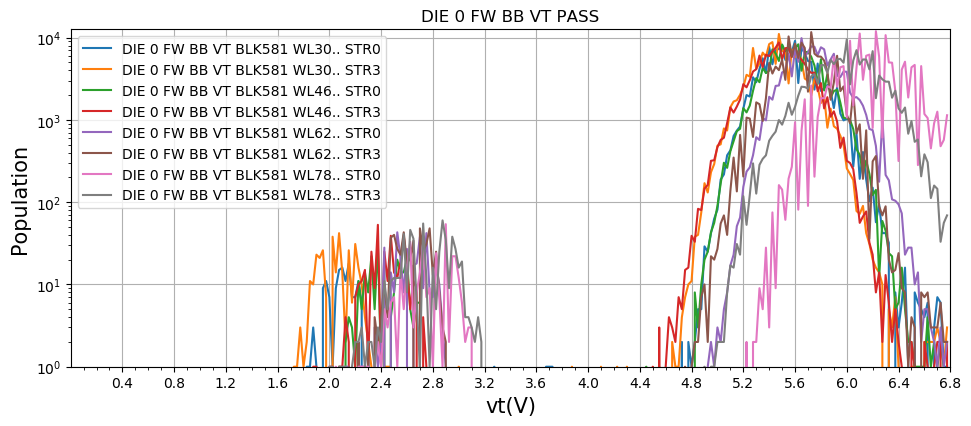 DIE 0 FW BB VT PASS
DIE 0 FW BB VT BLK581 WL30.. STR0
DIE 0 FW BB VT BLK581 WL30.. STR3
DIE 0 FW BB VT BLK581 WL46.. STR0
DIE 0 FW BB VT BLK581 WL46.. STR3
DIE 0 FW BB VT BLK581 WL62.. STR0
DIE 0 FW BB VT BLK581 WL62.. STR3
DIE 0 FW BB VT BLK581 WL78.. STR0
DIE 0 FW BB VT BLK581 WL78.. STR3
Population
10⁴
10³
10²
10¹
10⁰
0.4 0.8 1.2 1.6 2.0 2.4 2.8 3.2 3.6 4.0 4.4 4.8 5.2 5.6 6.0 6.4 6.8
vt(V)